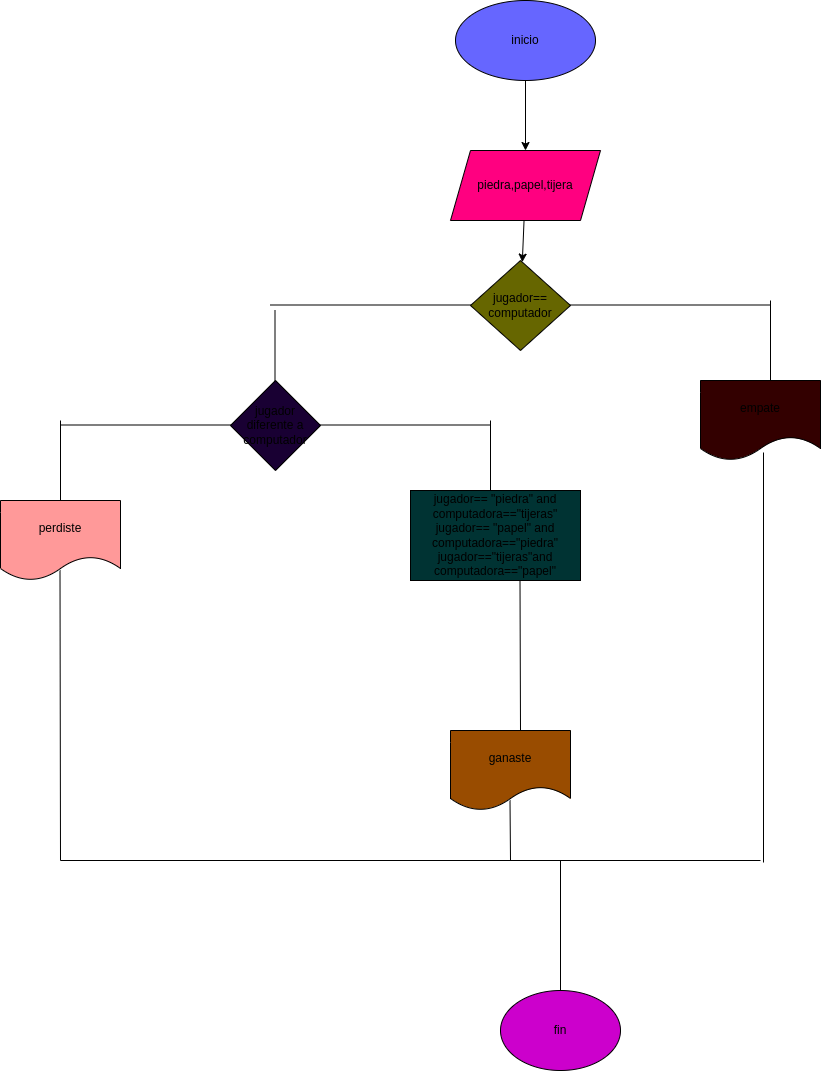 inicio
piedra,papel,tijera
jugador==
computador
jugador
diferente a
computador
empate
perdiste
jugador== "piedra" and
computadora=="tijeras"
jugador== "papel" and
computadora=="piedra"
jugador=="tijeras"and
computadora=="papel"
ganaste
fin